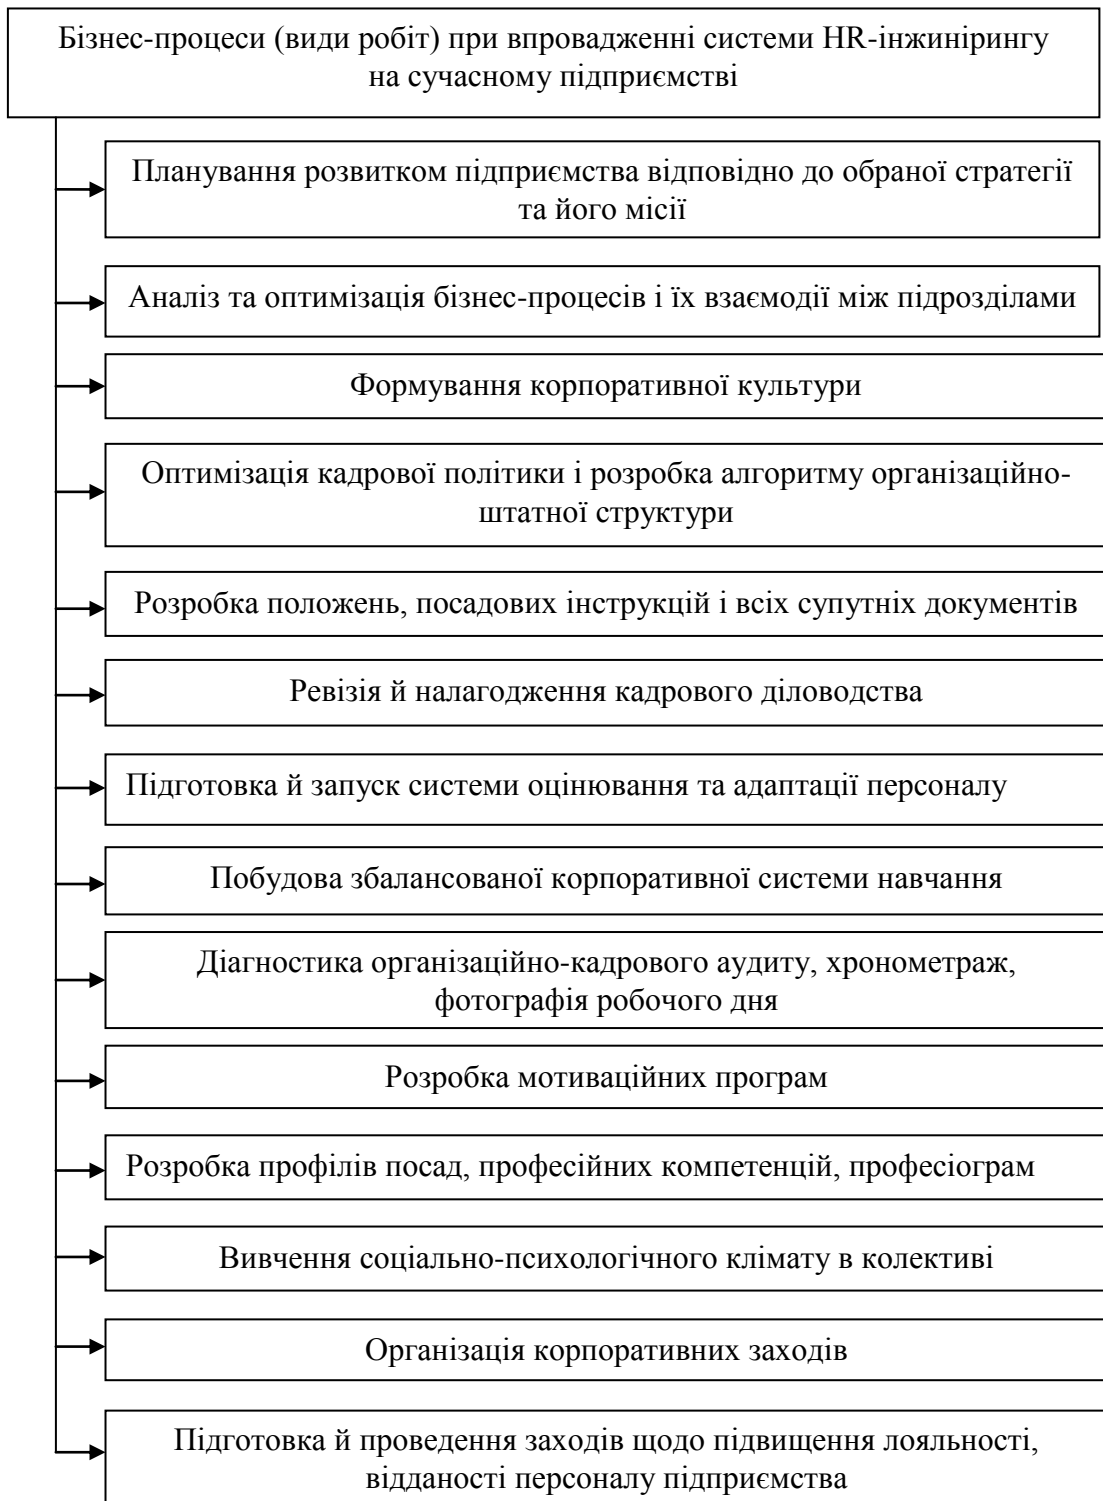 Бізнес-процеси (види робіт) при впровадженні системи HR-інжинірингу
на сучасному підприємстві
Планування розвитком підприємства відповідно до обраної стратегії
та його місії
Аналіз та оптимізація бізнес-процесів і їх взаємодії між підрозділами
Формування корпоративної культури
Оптимізація кадрової політики і розробка алгоритму організаційно-
штатної структури
Розробка положень, посадових інструкцій і всіх супутніх документів
Ревізія й налагодження кадрового діловодства
Підготовка й запуск системи оцінювання та адаптації персоналу
Побудова збалансованої корпоративної системи навчання
Діагностика організаційно-кадрового аудиту, хронометраж,
фотографія робочого дня
Розробка мотиваційних програм
Розробка профілів посад, професійних компетенцій, професіограм
Вивчення соціально-психологічного клімату в колективі
Організація корпоративних заходів
Підготовка й проведення заходів щодо підвищення лояльності,
відданості персоналу підприємства